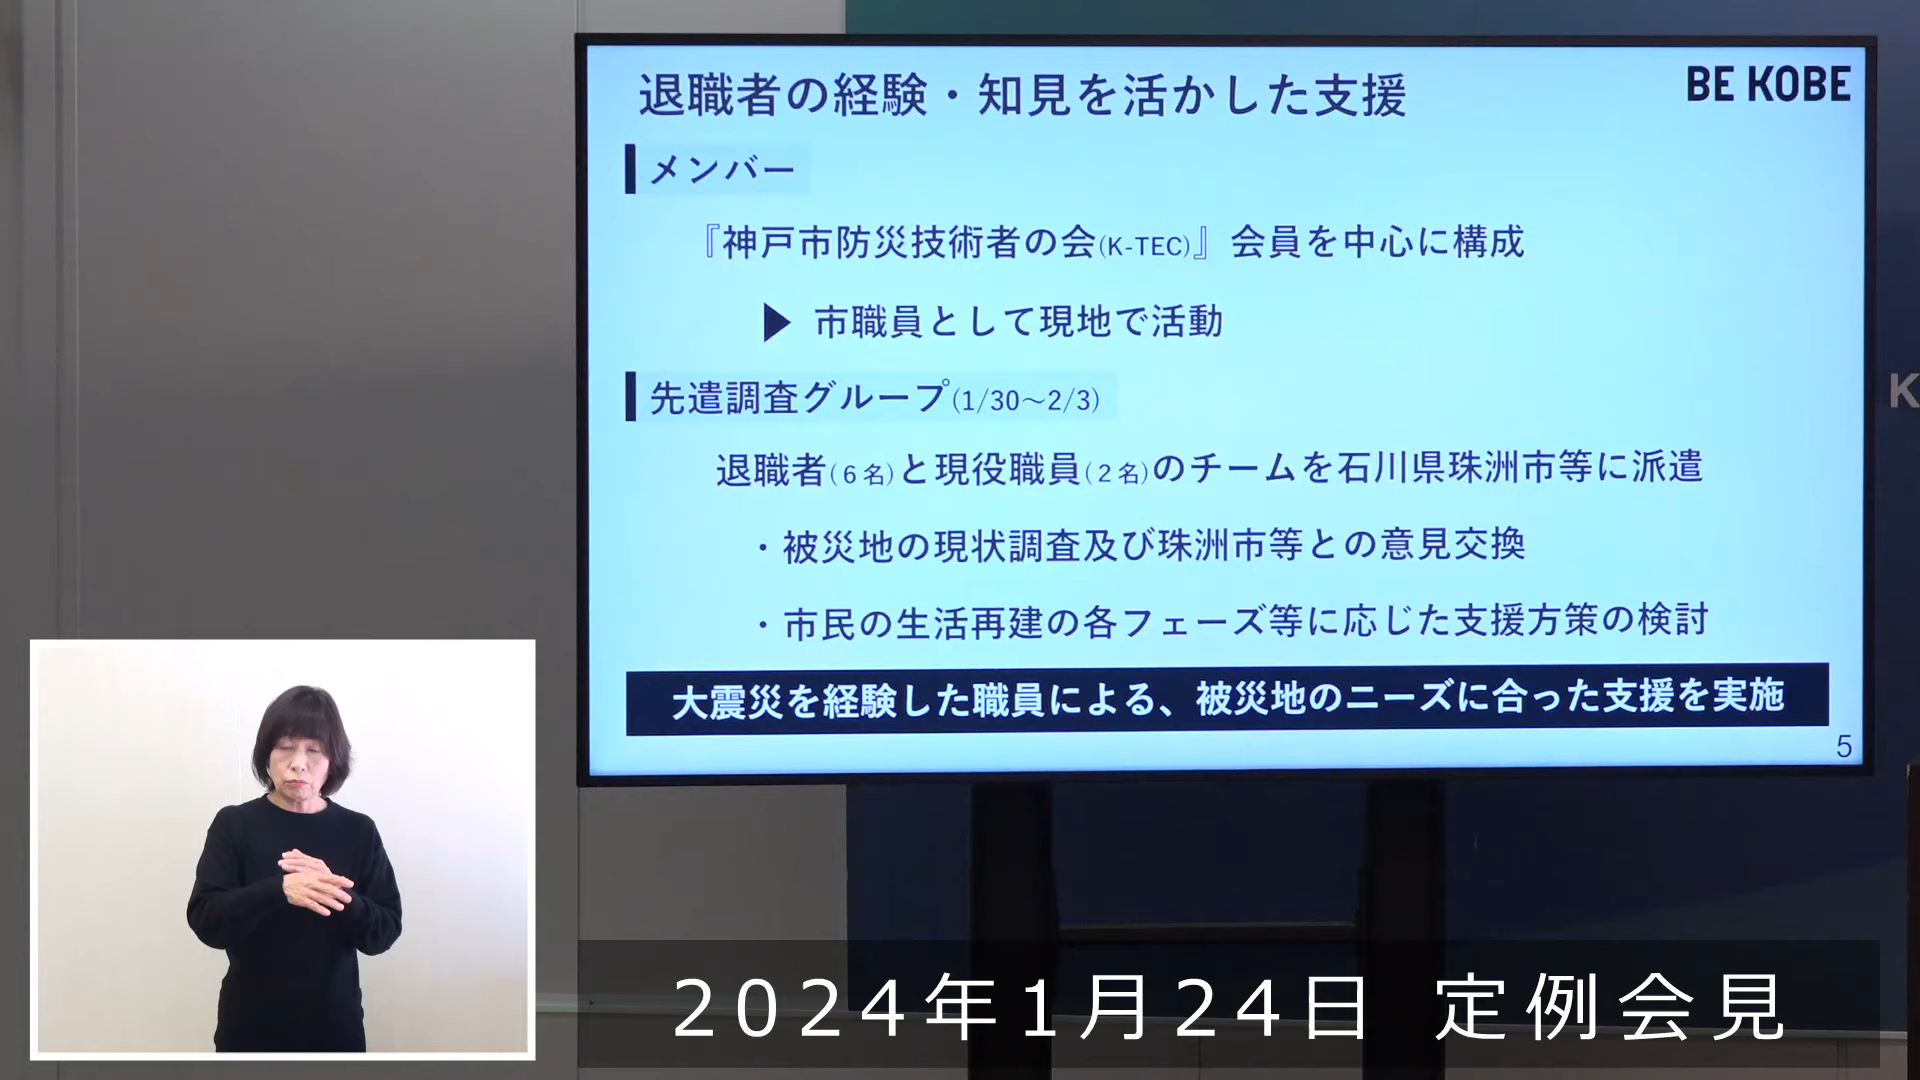 退職者の経験・知見を活かした支援
BE KOBE
メンバー
『神戸市防災技術者の会(K-TEC)』会員を中心に構成
▶ 市職員として現地で活動
先遣調査グループ(1/30～2/3)
退職者(６名)と現役職員(２名)のチームを石川県珠洲市等に派遣
・被災地の現状調査及び珠洲市等との意見交換
・市民の生活再建の各フェーズ等に応じた支援方策の検討
大震災を経験した職員による、被災地のニーズに合った支援を実施
5
K
２０２４年１月２４日 定例会見